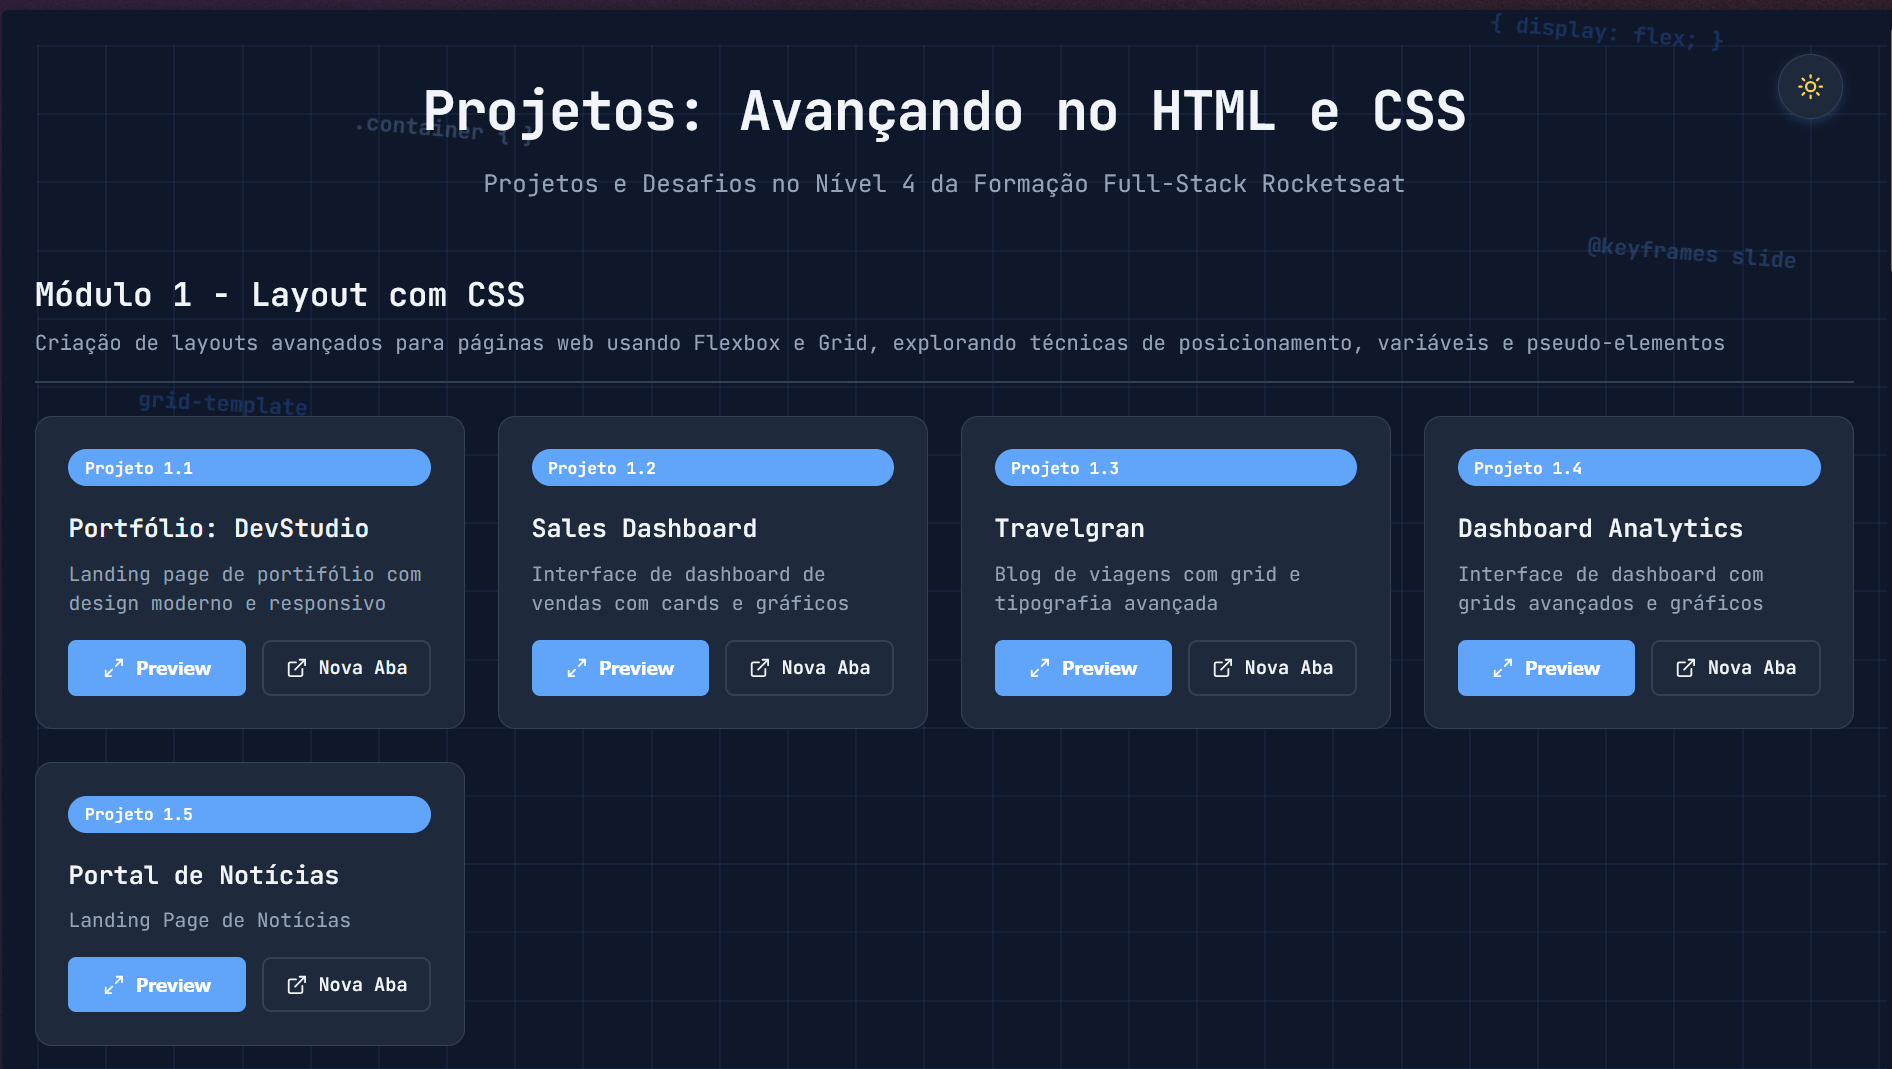 { display: flex; }
Projetos: Avançando no HTML e CSS
.container { }
Projetos e Desafios no Nível 4 da Formação Full-Stack Rocketseat
@keyframes slide
Módulo 1 - Layout com CSS
Criação de layouts avançados para páginas web usando Flexbox e Grid, explorando técnicas de posicionamento, variáveis e pseudo-elementos
grid-template
Projeto 1.1
Portfólio: DevStudio
Landing page de portifólio com
design moderno e responsivo
Preview
Nova Aba
Projeto 1.2
Sales Dashboard
Interface de dashboard de
vendas com cards e gráficos
Preview
Nova Aba
Projeto 1.3
Travelgran
Blog de viagens com grid e
tipografia avançada
Preview
Nova Aba
Projeto 1.4
Dashboard Analytics
Interface de dashboard com
grids avançados e gráficos
Preview
Nova Aba
Projeto 1.5
Portal de Notícias
Landing Page de Notícias
Preview
Nova Aba